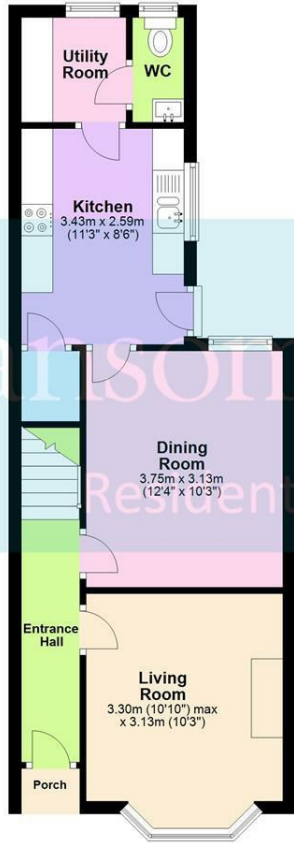 Utility
Room
WC
Kitchen
3.43m x 2.59m
(11'3" x 8'6")
Dining
Room
3.75m x 3.13m
(12'4" x 10'3")
Entrance
Hall
Living
Room
3.30m (10'10") max
x 3.13m (10'3")
Porch